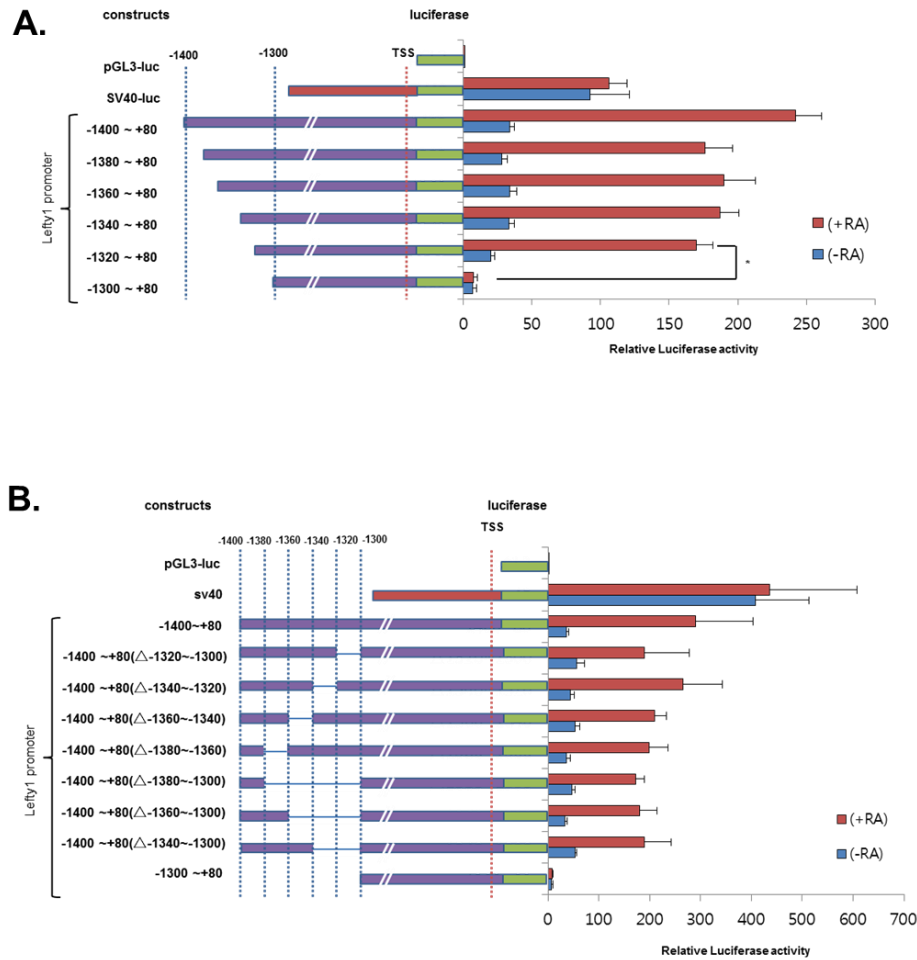 A.
constructs
luciferase
-1400
-1300
TSS
pGL3-luc
SV40-luc
Lefty1 promoter
-1400 ~ +80
-1380 ~ +80
-1360 ~ +80
-1340 ~ +80
-1320 ~ +80
-1300 ~ +80
*
(+RA)
(-RA)
0 50 100 150 200 250 300
Relative Luciferase activity
B.
constructs
luciferase
TSS
-1400 -1380 -1360 -1340 -1320 -1300
pGL3-luc
sv40
Lefty1 promoter
-1400~+80
-1400 ~+80(△-1320~-1300)
-1400 ~+80(△-1340~-1320)
-1400 ~+80(△-1360~-1340)
-1400 ~+80(△-1380~-1360)
-1400 ~+80(△-1380~-1300)
-1400 ~+80(△-1360~-1300)
-1400 ~+80(△-1340~-1300)
-1300 ~+80
(+RA)
(-RA)
0 100 200 300 400 500 600 700
Relative Luciferase activity